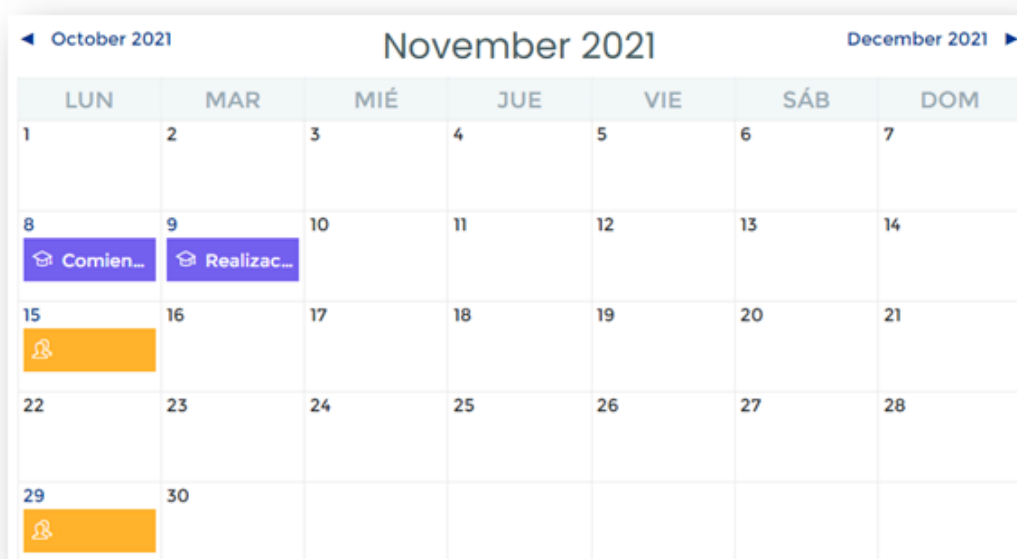 ◄ October 2021 November 2021 December 2021 ►
LUN MAR MIÉ JUE VIE SÁB DOM
1 2 3 4 5 6 7
8 9 10 11 12 13 14
Comien... Realizac...
15 16 17 18 19 20 21
22 23 24 25 26 27 28
29 30